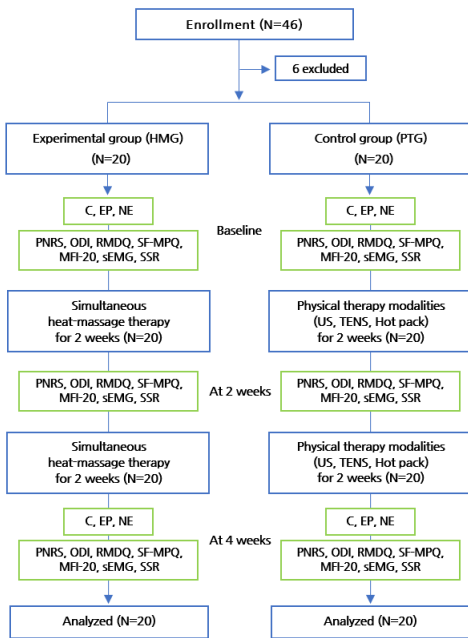 Enrollment (N=46)
6 excluded
Experimental group (HMG)
(N=20)
Control group (PTG)
(N=20)
C, EP, NE
C, EP, NE
Baseline
PNRS, ODI, RMDQ, SF-MPQ,
MFI-20, sEMG, SSR
PNRS, ODI, RMDQ, SF-MPQ,
MFI-20, sEMG, SSR
Simultaneous
heat-massage therapy
for 2 weeks (N=20)
Physical therapy modalities
(US, TENS, Hot pack)
for 2 weeks (N=20)
PNRS, ODI, RMDQ, SF-MPQ,
MFI-20, sEMG, SSR
At 2 weeks
PNRS, ODI, RMDQ, SF-MPQ,
MFI-20, sEMG, SSR
Simultaneous
heat-massage therapy
for 2 weeks (N=20)
Physical therapy modalities
(US, TENS, Hot pack)
for 2 weeks (N=20)
C, EP, NE
C, EP, NE
At 4 weeks
PNRS, ODI, RMDQ, SF-MPQ,
MFI-20, sEMG, SSR
PNRS, ODI, RMDQ, SF-MPQ,
MFI-20, sEMG, SSR
Analyzed (N=20)
Analyzed (N=20)